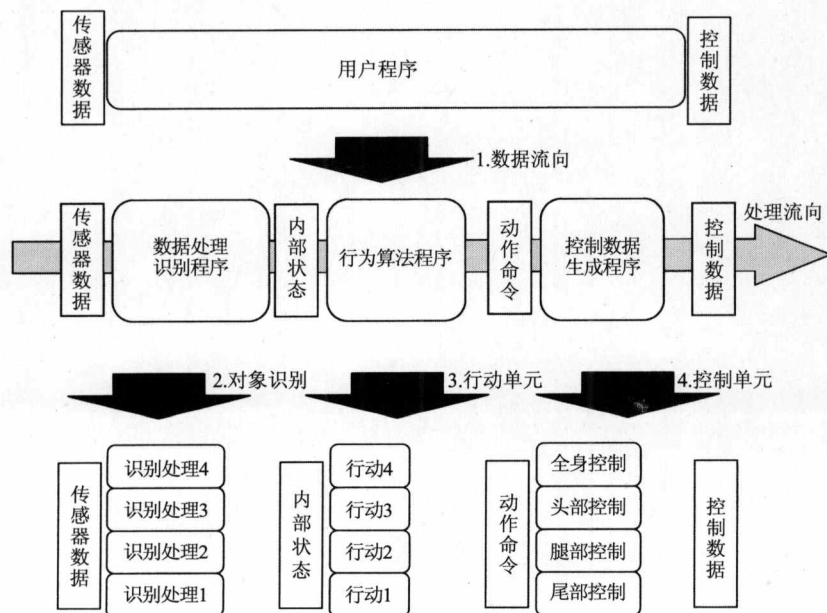 传感器数据
用户程序
控制数据
1.数据流向
传感器数据
数据处理
识别程序
内部状态
行为算法程序
动作命令
控制数据
生成程序
控制数据
处理流向
2.对象识别
3.行动单元
4.控制单元
传感器数据
识别处理4
识别处理3
识别处理2
识别处理1
内部状态
行动4
行动3
行动2
行动1
动作命令
全身控制
头部控制
腿部控制
尾部控制
控制数据